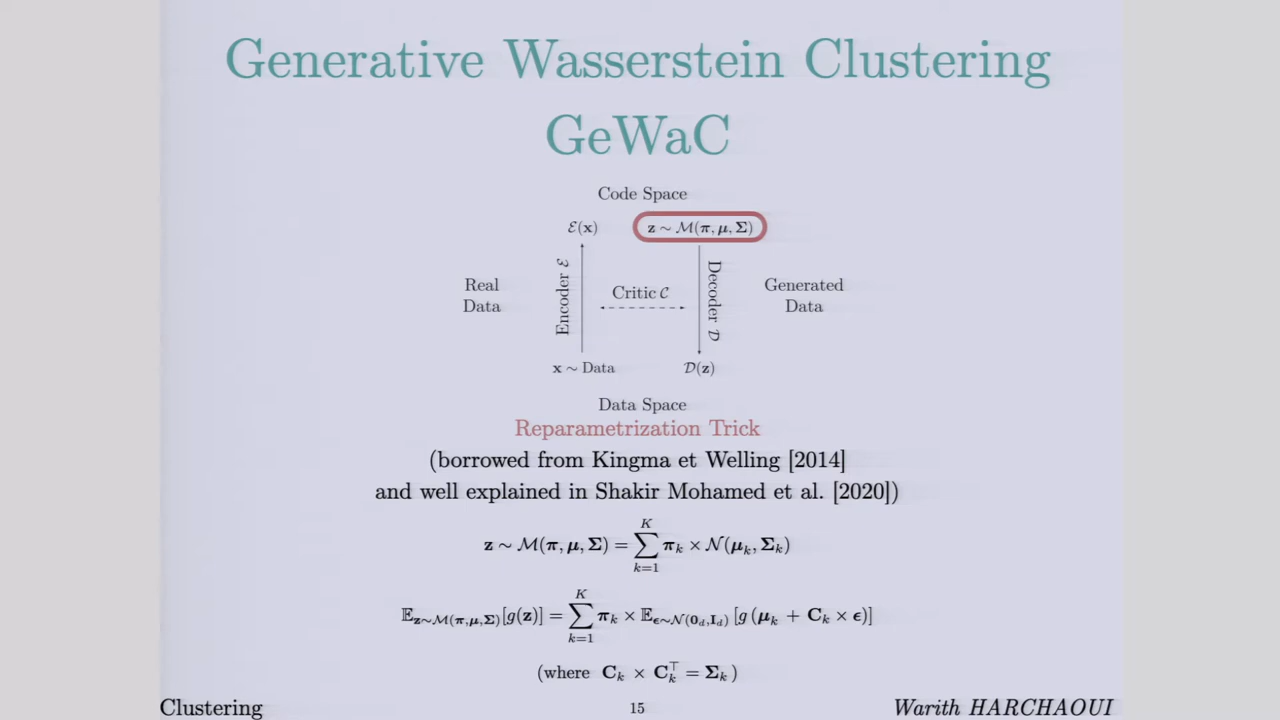 Generative Wasserstein Clustering
GeWaC
Code Space
ℰ(x)
z ∼ ℳ(π, μ, Σ)
Real
Data
Encoder ℰ
Critic 𝒞
Decoder 𝒟
Generated
Data
x ∼ Data
𝒟(z)
Data Space
Reparametrization Trick
(borrowed from Kingma et Welling [2014]
and well explained in Shakir Mohamed et al. [2020])
z ∼ ℳ(π, μ, Σ) = ∑_{k=1}^{K} π_k × 𝒩(μ_k, Σ_k)
𝔼_{z∼ℳ(π,μ,Σ)}[g(z)] = ∑_{k=1}^{K} π_k × 𝔼_{ϵ∼𝒩(0_d,I_d)} [g (μ_k + C_k × ϵ)]
(where C_k × C_k^⊤ = Σ_k )
Clustering
15
Warith HARCHAOUI